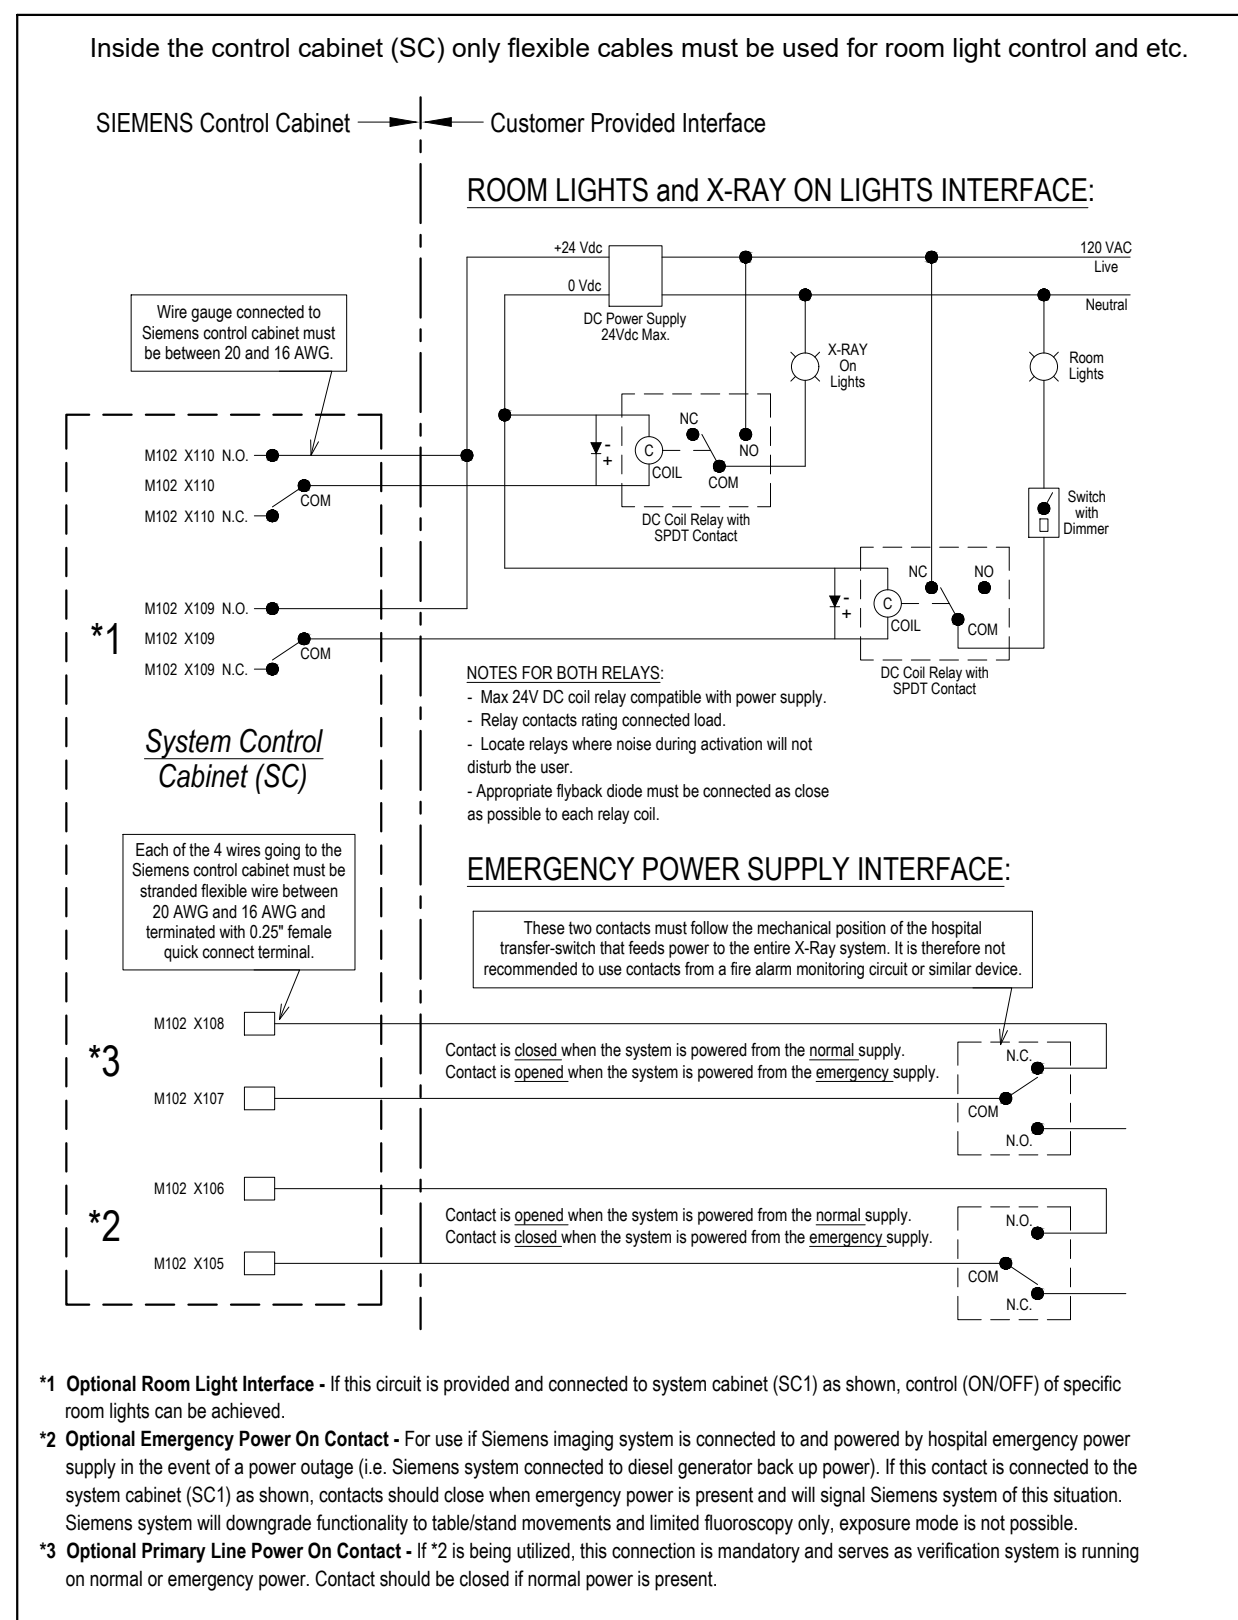 Inside the control cabinet (SC) only flexible cables must be used for room light control and etc.
SIEMENS Control Cabinet
Customer Provided Interface
ROOM LIGHTS and X-RAY ON LIGHTS INTERFACE:
+24 Vdc
120 VAC
Live
0 Vdc
Neutral
DC Power Supply
24Vdc Max.
Wire gauge connected to
Siemens control cabinet must
be between 20 and 16 AWG.
X-RAY
On
Lights
Room
Lights
NC
NO
-
+
C
COIL
COM
DC Coil Relay with
SPDT Contact
M102 X110 N.O.
M102 X110
COM
M102 X110 N.C.
Switch
with
Dimmer
NC
NO
-
+
C
COIL
COM
DC Coil Relay with
SPDT Contact
M102 X109 N.O.
*1
M102 X109
COM
M102 X109 N.C.
NOTES FOR BOTH RELAYS:
- Max 24V DC coil relay compatible with power supply.
- Relay contacts rating connected load.
- Locate relays where noise during activation will not
disturb the user.
- Appropriate flyback diode must be connected as close
as possible to each relay coil.
System Control
Cabinet (SC)
Each of the 4 wires going to the
Siemens control cabinet must be
stranded flexible wire between
20 AWG and 16 AWG and
terminated with 0.25" female
quick connect terminal.
EMERGENCY POWER SUPPLY INTERFACE:
These two contacts must follow the mechanical position of the hospital
transfer-switch that feeds power to the entire X-Ray system. It is therefore not
recommended to use contacts from a fire alarm monitoring circuit or similar device.
M102 X108
*3
Contact is closed when the system is powered from the normal supply.
Contact is opened when the system is powered from the emergency supply.
N.C.
M102 X107
COM
N.O.
M102 X106
*2
Contact is opened when the system is powered from the normal supply.
Contact is closed when the system is powered from the emergency supply.
N.O.
M102 X105
COM
N.C.
*1 Optional Room Light Interface - If this circuit is provided and connected to system cabinet (SC1) as shown, control (ON/OFF) of specific
room lights can be achieved.
*2 Optional Emergency Power On Contact - For use if Siemens imaging system is connected to and powered by hospital emergency power
supply in the event of a power outage (i.e. Siemens system connected to diesel generator back up power). If this contact is connected to the
system cabinet (SC1) as shown, contacts should close when emergency power is present and will signal Siemens system of this situation.
Siemens system will downgrade functionality to table/stand movements and limited fluoroscopy only, exposure mode is not possible.
*3 Optional Primary Line Power On Contact - If *2 is being utilized, this connection is mandatory and serves as verification system is running
on normal or emergency power. Contact should be closed if normal power is present.